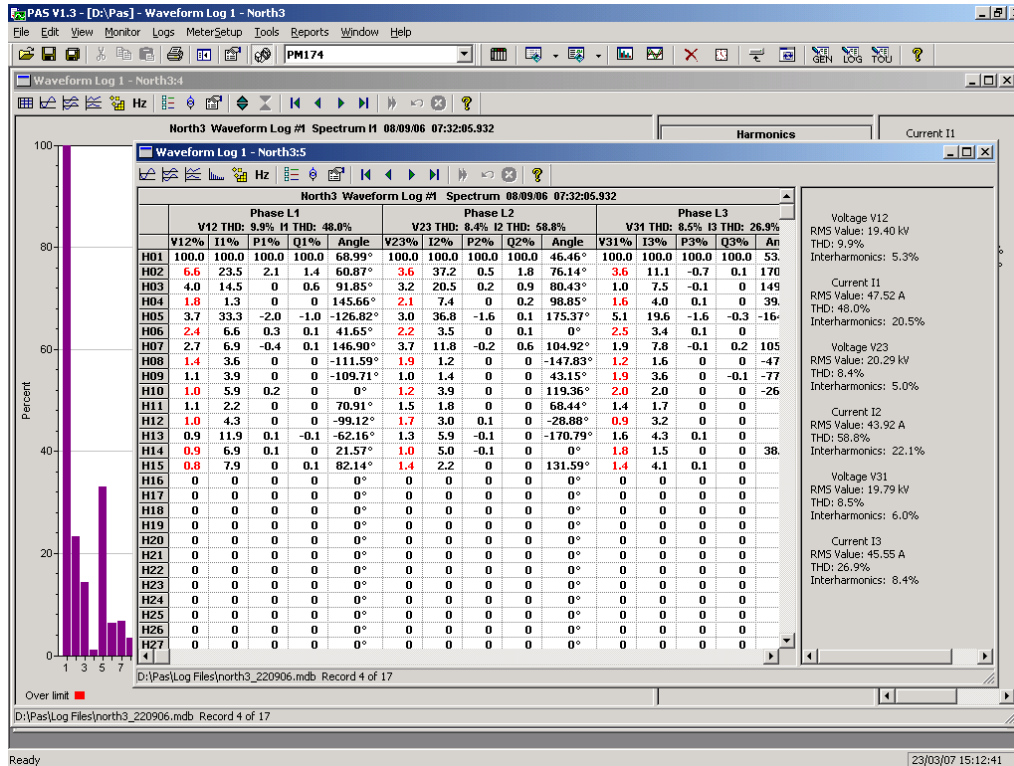 PAS V1.3 - [D:\Pas] - Waveform Log 1 - North3
File Edit View Monitor Logs MeterSetup Tools Reports Window Help
PM174
GEN LOG TOU
Waveform Log 1 - North3:4
Hz
North3 Waveform Log #1 Spectrum I1 08/09/06 07:32:05.932
Harmonics
Current I1
100
80
60
40
20
0
Percent
1 3 5 7
Over limit
Waveform Log 1 - North3:5
Hz
North3 Waveform Log #1 Spectrum 08/09/06 07:32:05.932
Phase L1 Phase L2 Phase L3
V12 THD: 9.9% I1 THD: 48.0% V23 THD: 8.4% I2 THD: 58.8% V31 THD: 8.5% I3 THD: 26.9%
V12% I1% P1% Q1% Angle V23% I2% P2% Q2% Angle V31% I3% P3% Q3% An
H01 100.0 100.0 100.0 100.0 68.99° 100.0 100.0 100.0 100.0 46.46° 100.0 100.0 100.0 100.0 53.
H02 6.6 23.5 2.1 1.4 60.87° 3.6 37.2 0.5 1.8 76.14° 3.6 11.1 -0.7 0.1 170
H03 4.0 14.5 0 0.6 91.85° 3.2 20.5 0.2 0.9 80.43° 1.0 7.5 -0.1 0 149
H04 1.8 1.3 0 0 145.66° 2.1 7.4 0 0.2 98.85° 1.6 4.0 0.1 0 39.
H05 3.7 33.3 -2.0 -1.0 -126.82° 3.0 36.8 -1.6 0.1 175.37° 5.1 19.6 -1.6 -0.3 -164
H06 2.4 6.6 0.3 0.1 41.65° 2.2 3.5 0 0.1 0° 2.5 3.4 0.1 0
H07 2.7 6.9 -0.4 0.1 146.90° 3.7 11.8 -0.2 0.6 104.92° 1.9 7.8 -0.1 0.2 105
H08 1.4 3.6 0 0 -111.59° 1.9 1.2 0 0 -147.83° 1.2 1.6 0 0 -47
H09 1.1 3.9 0 0 -109.71° 1.0 1.4 0 0 43.15° 1.9 3.6 0 -0.1 -77
H10 1.0 5.9 0.2 0 0° 1.2 3.9 0 0 119.36° 2.0 2.0 0 0 -26
H11 1.1 2.2 0 0 70.91° 1.5 1.8 0 0 68.44° 1.4 1.7 0 0
H12 1.0 4.3 0 0 -99.12° 1.7 3.0 0.1 0 -28.88° 0.9 3.2 0 0
H13 0.9 11.9 0.1 -0.1 -62.16° 1.3 5.9 -0.1 0 -170.79° 1.6 4.3 0.1 0
H14 0.9 6.9 0.1 0 21.57° 1.0 5.0 -0.1 0 0° 1.8 1.5 0 0 38.
H15 0.8 7.9 0 0.1 82.14° 1.4 2.2 0 0 131.59° 1.4 4.1 0.1 0
H16 0 0 0 0 0° 0 0 0 0 0° 0 0 0 0
H17 0 0 0 0 0° 0 0 0 0 0° 0 0 0 0
H18 0 0 0 0 0° 0 0 0 0 0° 0 0 0 0
H19 0 0 0 0 0° 0 0 0 0 0° 0 0 0 0
H20 0 0 0 0 0° 0 0 0 0 0° 0 0 0 0
H21 0 0 0 0 0° 0 0 0 0 0° 0 0 0 0
H22 0 0 0 0 0° 0 0 0 0 0° 0 0 0 0
H23 0 0 0 0 0° 0 0 0 0 0° 0 0 0 0
H24 0 0 0 0 0° 0 0 0 0 0° 0 0 0 0
H25 0 0 0 0 0° 0 0 0 0 0° 0 0 0 0
H26 0 0 0 0 0° 0 0 0 0 0° 0 0 0 0
H27 0 0 0 0 0° 0 0 0 0 0° 0 0 0 0
Voltage V12
RMS Value: 19.40 kV
THD: 9.9%
Interharmonics: 5.3%
Current I1
RMS Value: 47.52 A
THD: 48.0%
Interharmonics: 20.5%
Voltage V23
RMS Value: 20.29 kV
THD: 8.4%
Interharmonics: 5.0%
Current I2
RMS Value: 43.92 A
THD: 58.8%
Interharmonics: 22.1%
Voltage V31
RMS Value: 19.79 kV
THD: 8.5%
Interharmonics: 6.0%
Current I3
RMS Value: 45.55 A
THD: 26.9%
Interharmonics: 8.4%
D:\Pas\Log Files\north3_220906.mdb Record 4 of 17
D:\Pas\Log Files\north3_220906.mdb Record 4 of 17
Ready
23/03/07 15:12:41